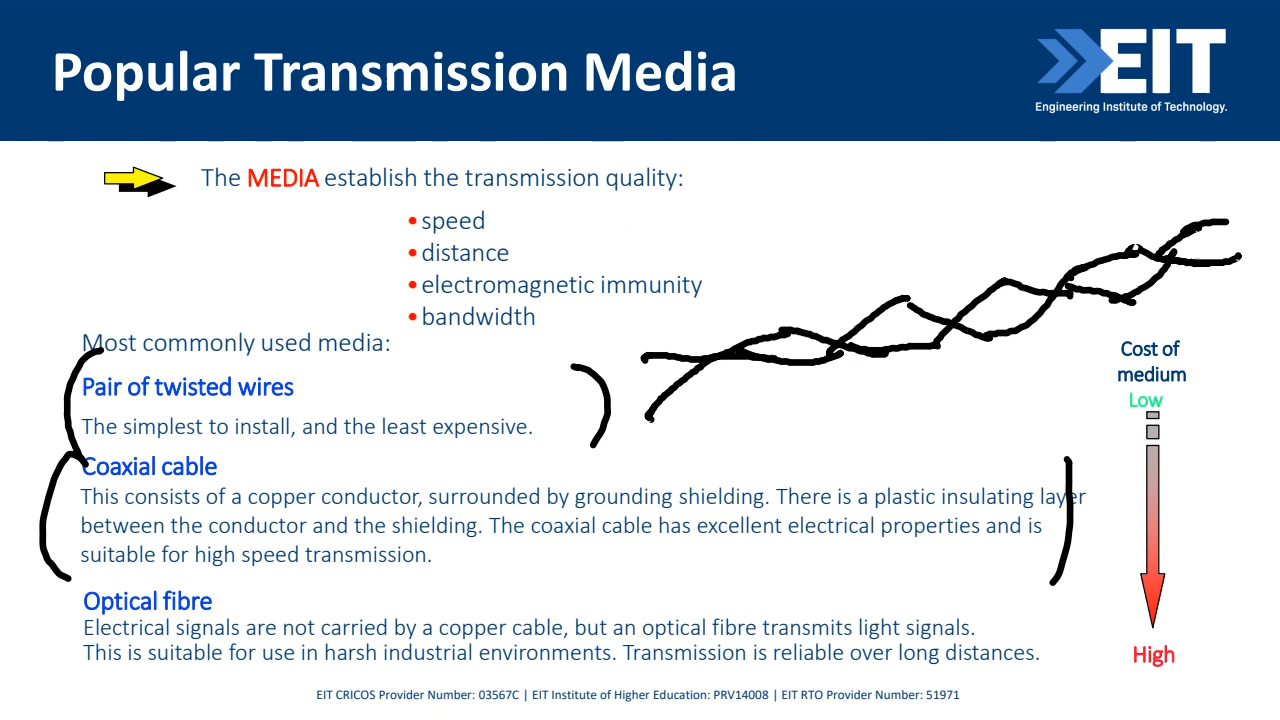 Popular Transmission Media
EIT
Engineering Institute of Technology.
The MEDIA establish the transmission quality:
• speed
• distance
• electromagnetic immunity
• bandwidth
Most commonly used media:
Pair of twisted wires
The simplest to install, and the least expensive.
Coaxial cable
This consists of a copper conductor, surrounded by grounding shielding. There is a plastic insulating layer
between the conductor and the shielding. The coaxial cable has excellent electrical properties and is
suitable for high speed transmission.
Optical fibre
Electrical signals are not carried by a copper cable, but an optical fibre transmits light signals.
This is suitable for use in harsh industrial environments. Transmission is reliable over long distances.
Cost of
medium
Low
High
EIT CRICOS Provider Number: 03567C | EIT Institute of Higher Education: PRV14008 | EIT RTO Provider Number: 51971